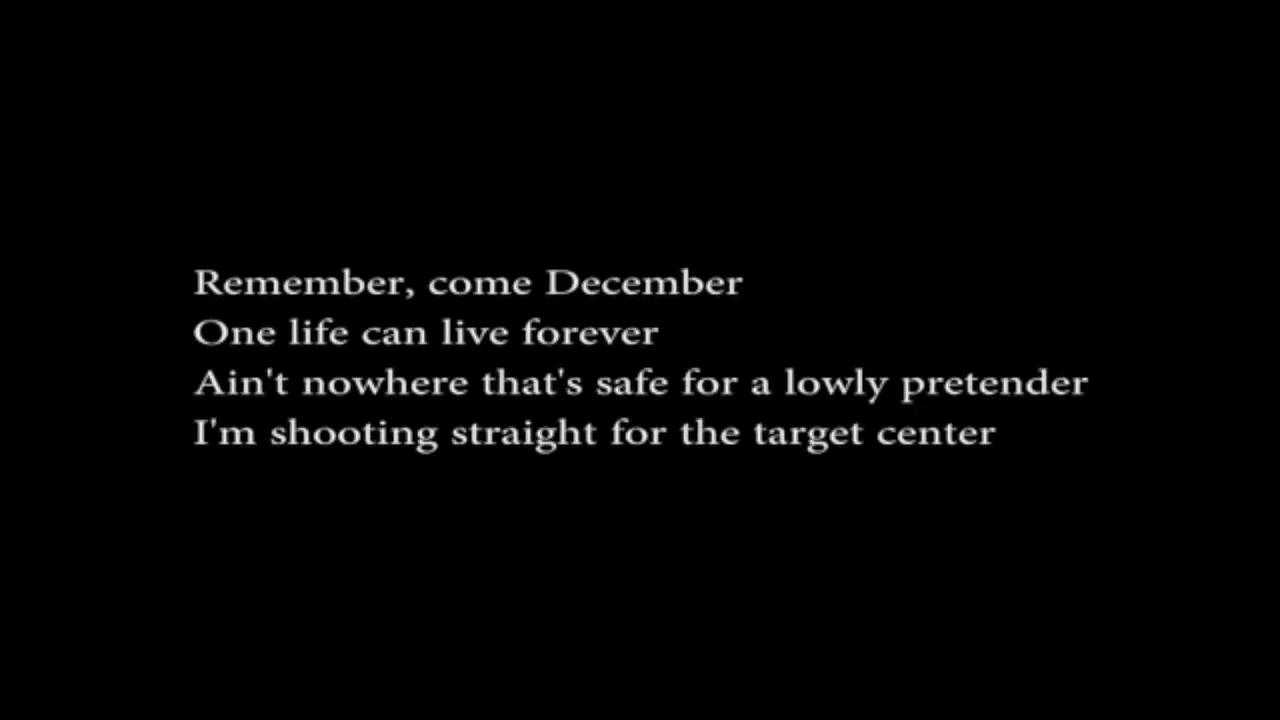 Remember, come December
One life can live forever
Ain't nowhere that's safe for a lowly pretender
I'm shooting straight for the target center